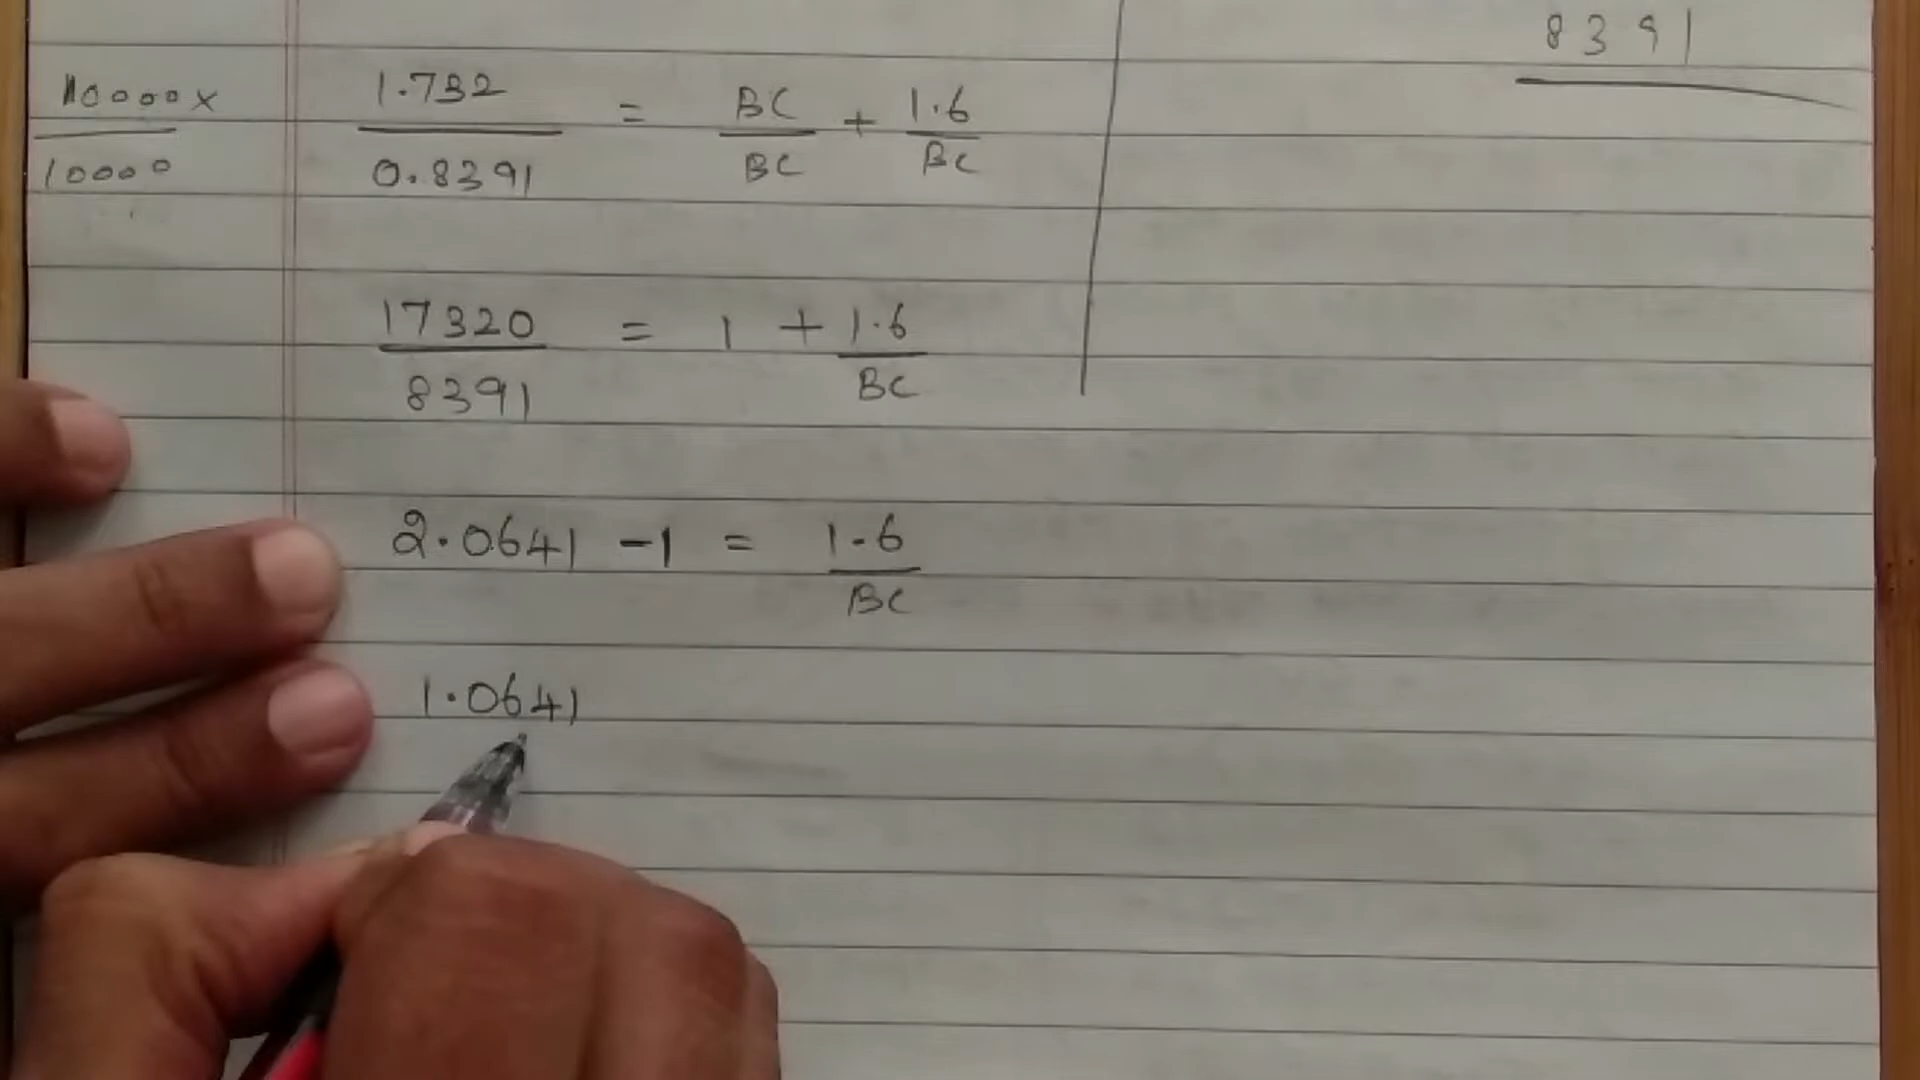 8391
10000 x 1.732 = BC + 1.6
10000 0.8391 BC BC
17320 = 1 + 1.6
8391 BC
2.0641 - 1 = 1.6
BC
1.0641